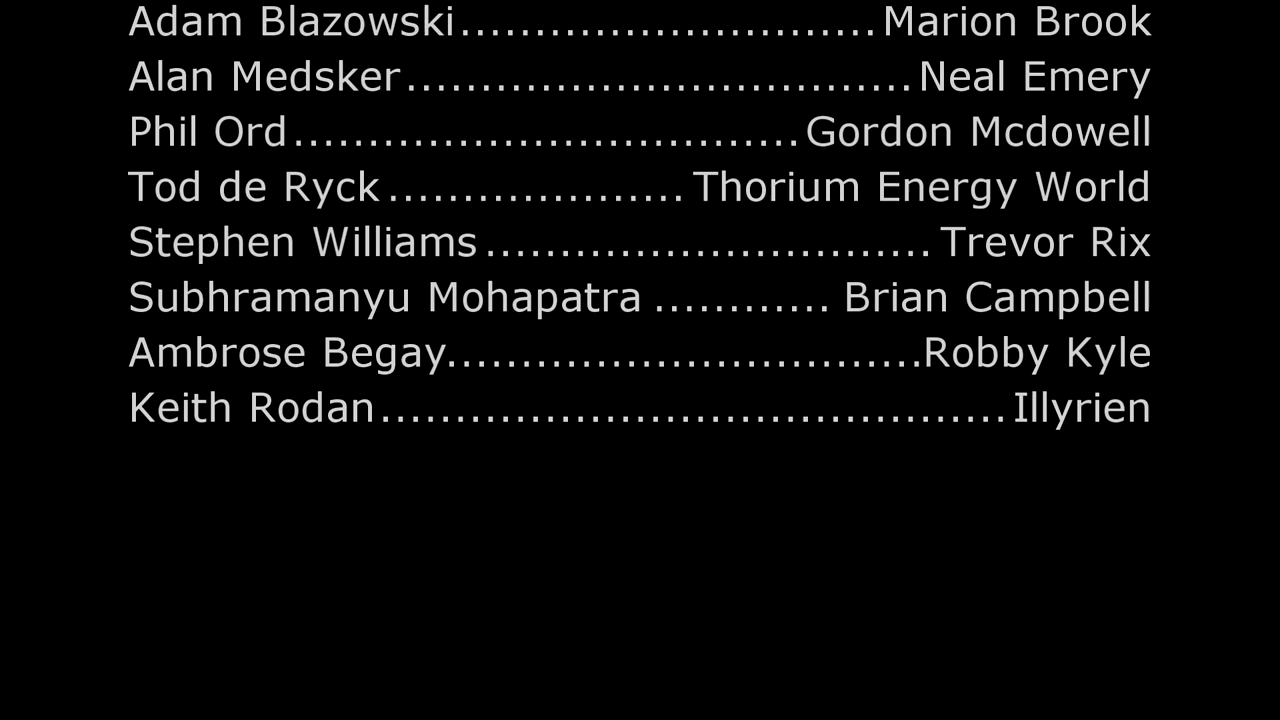 Adam Blazowski............................Marion Brook
Alan Medsker..................................Neal Emery
Phil Ord..................................Gordon Mcdowell
Tod de Ryck....................Thorium Energy World
Stephen Williams..............................Trevor Rix
Subhramanyu Mohapatra ............ Brian Campbell
Ambrose Begay................................Robby Kyle
Keith Rodan..........................................Illyrien